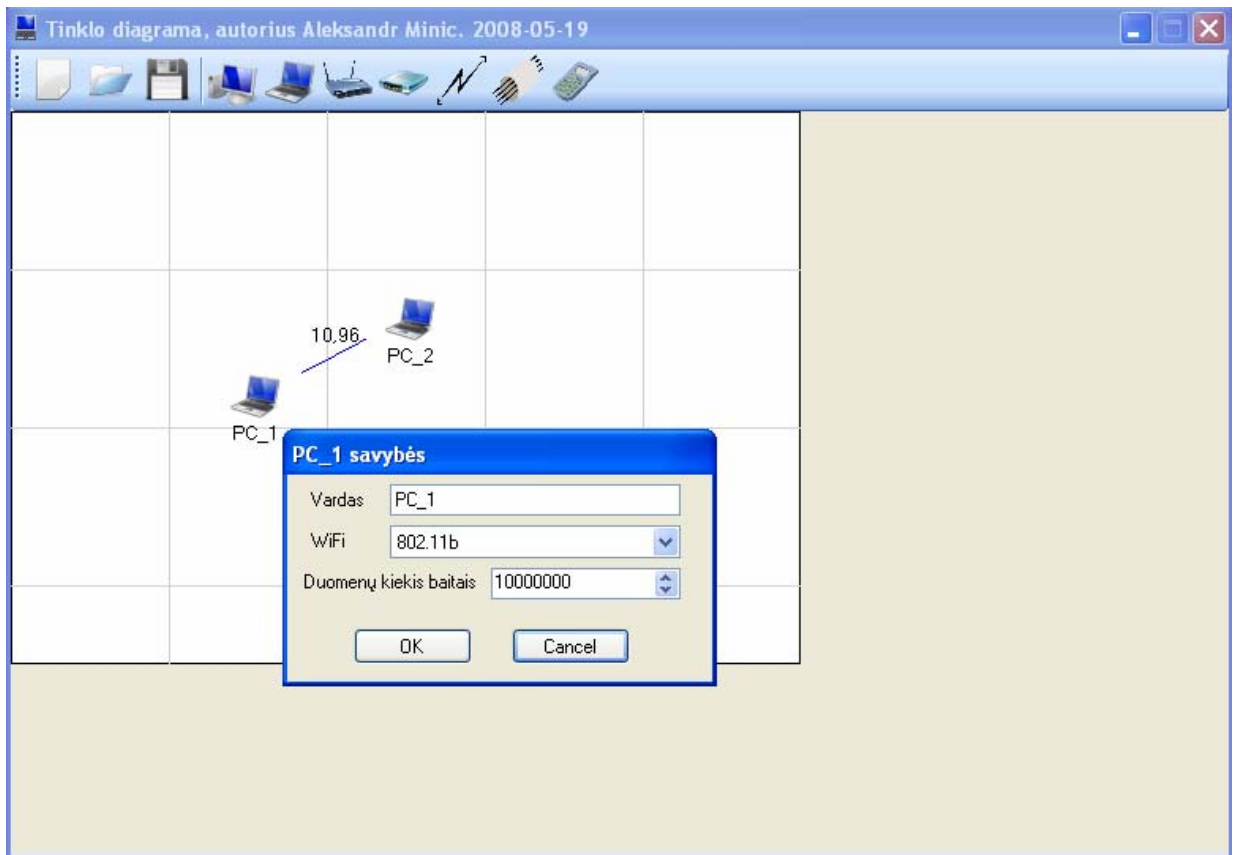 Tinklo diagrama, autorius Aleksandr Minic. 2008-05-19
10,96
PC_2
PC_1
PC_1 savybės
Vardas PC_1
WiFi 802.11b
Duomenų kiekis baitais 10000000
OK Cancel